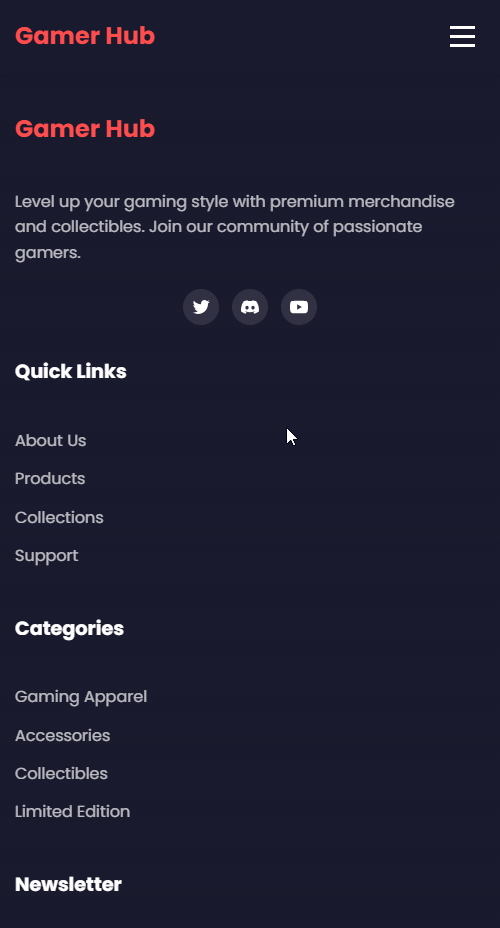 Gamer Hub
Gamer Hub
Level up your gaming style with premium merchandise
and collectibles. Join our community of passionate
gamers.
Quick Links
About Us
Products
Collections
Support
Categories
Gaming Apparel
Accessories
Collectibles
Limited Edition
Newsletter